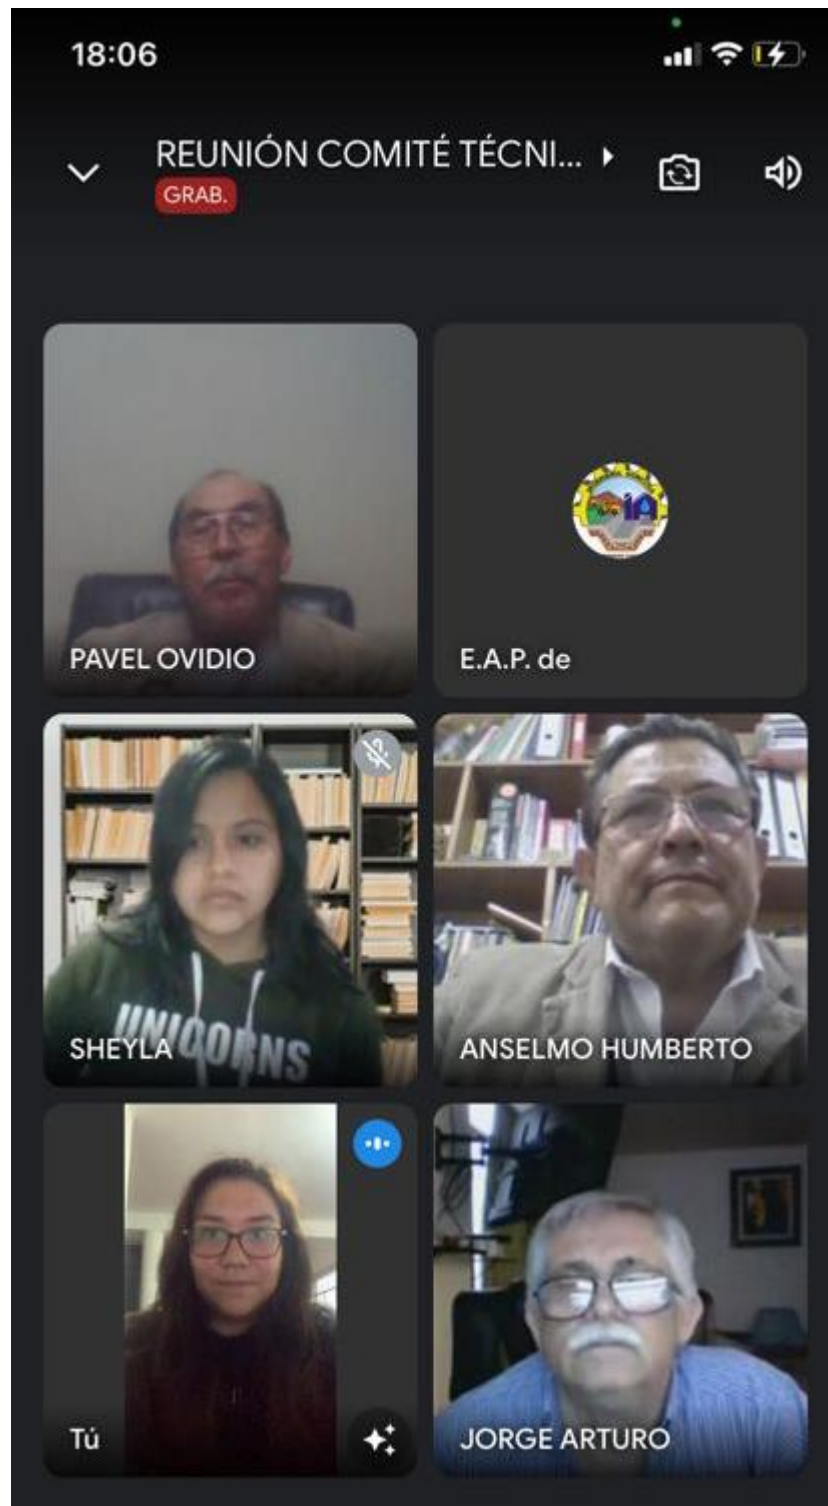 18:06
REUNIÓN COMITÉ TÉCNI...
GRAB.
PAVEL OVIDIO
E.A.P. de
SHEYLA
UNICORNS
ANSELMO HUMBERTO
Tú
JORGE ARTURO